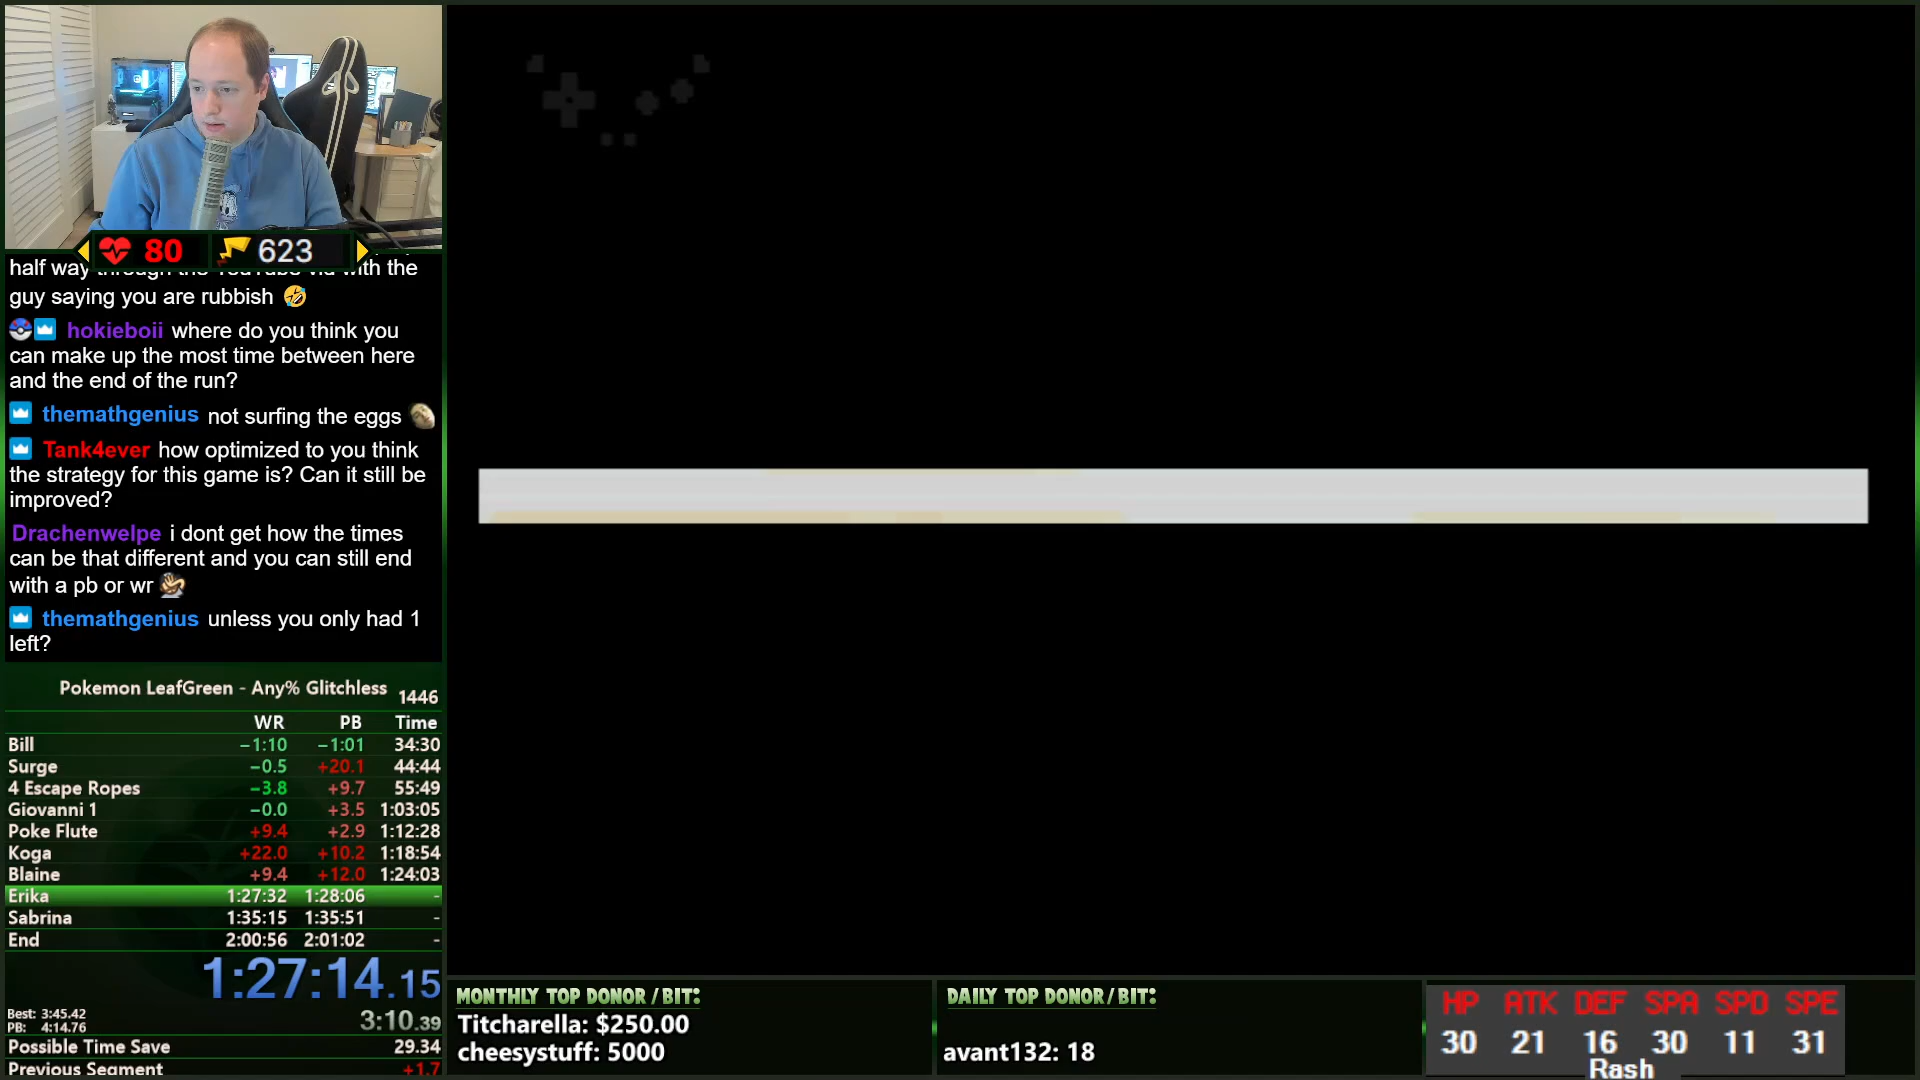 80
623
half way through the YouTube vid with the
guy saying you are rubbish
hokieboii where do you think you
can make up the most time between here
and the end of the run?
themathgenius not surfing the eggs
Tank4ever how optimized to you think
the strategy for this game is? Can it still be
improved?
Drachenwelpe i dont get how the times
can be that different and you can still end
with a pb or wr
themathgenius unless you only had 1
left?
Pokemon LeafGreen - Any% Glitchless
1446
WR PB Time
Bill −1:10 −1:01 34:30
Surge −0.5 +20.1 44:44
4 Escape Ropes −3.8 +9.7 55:49
Giovanni 1 −0.0 +3.5 1:03:05
Poke Flute +9.4 +2.9 1:12:28
Koga +22.0 +10.2 1:18:54
Blaine +9.4 +12.0 1:24:03
Erika 1:27:32 1:28:06 -
Sabrina 1:35:15 1:35:51 -
End 2:00:56 2:01:02 -
1:27:14.15
Best: 3:45.42
PB: 4:14.76
3:10.39
Possible Time Save 29.34
Previous Segment +1.7
MONTHLY TOP DONOR/BIT:
Titcharella: $250.00
cheesystuff: 5000
DAILY TOP DONOR/BIT:
avant132: 18
HP ATK DEF SPA SPD SPE
30 21 16 30 11 31
Rash